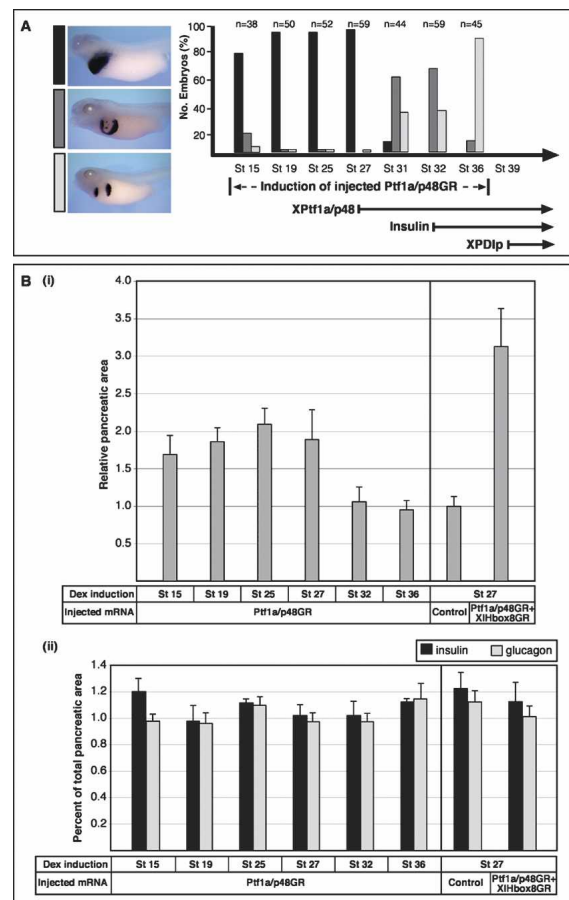 A
n=38 n=50 n=52 n=59 n=44 n=59 n=45
No. Embryos (%)
100
80
60
40
20
St 15 St 19 St 25 St 27 St 31 St 32 St 36 St 39
Induction of injected Ptf1a/p48GR
XPtf1a/p48
Insulin
XPDIp
B (i)
Relative pancreatic area
4.0
3.5
3.0
2.5
2.0
1.5
1.0
0.5
Dex induction St 15 St 19 St 25 St 27 St 32 St 36 St 27
Injected mRNA Ptf1a/p48GR Control Ptf1a/p48GR+
XIHbox8GR
(ii)
insulin glucagon
Percent of total pancreatic area
1.4
1.2
1.0
0.8
0.6
0.4
0.2
Dex induction St 15 St 19 St 25 St 27 St 32 St 36 St 27
Injected mRNA Ptf1a/p48GR Control Ptf1a/p48GR+
XIHbox8GR